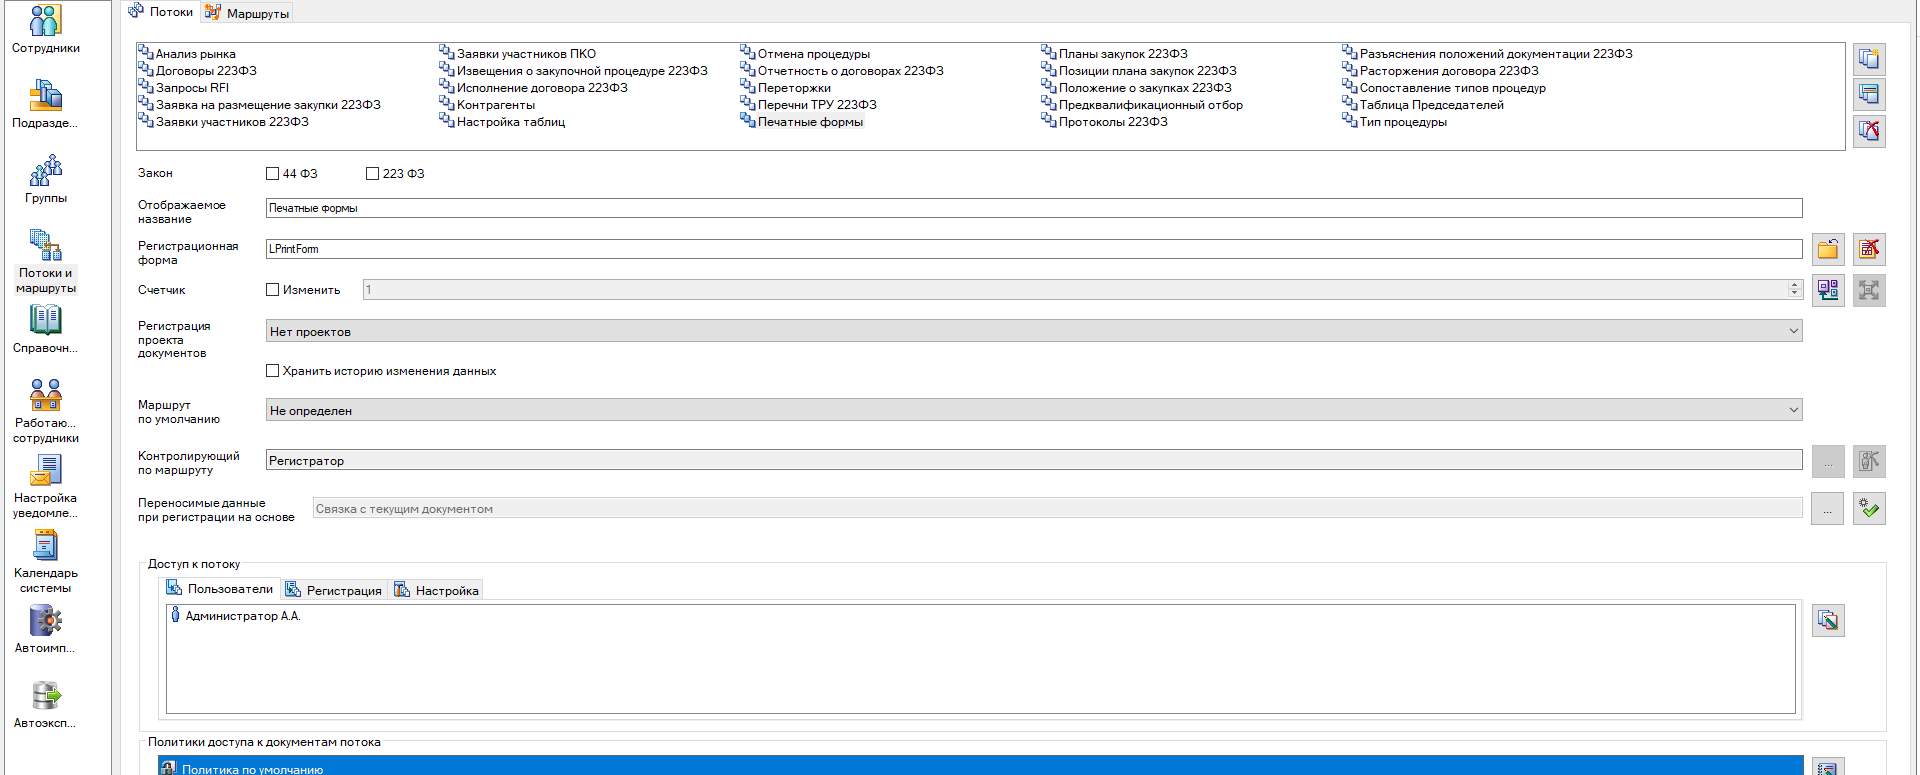 Сотрудники
Подразде...
Группы
Потоки и
маршруты
Справочн...
Работаю...
сотрудники
Настройка
уведомле...
Календарь
системы
Автоимп...
Автоэксп...
Потоки
Маршруты
Анализ рынка
Договоры 223ФЗ
Запросы RFI
Заявка на размещение закупки 223ФЗ
Заявки участников 223ФЗ
Заявки участников ПКО
Извещения о закупочной процедуре 223ФЗ
Исполнение договора 223ФЗ
Контрагенты
Настройка таблиц
Отмена процедуры
Отчетность о договорах 223ФЗ
Переторжки
Перечни ТРУ 223ФЗ
Печатные формы
Планы закупок 223ФЗ
Позиции плана закупок 223ФЗ
Положение о закупках 223ФЗ
Предквалификационный отбор
Протоколы 223ФЗ
Разъяснения положений документации 223ФЗ
Расторжения договора 223ФЗ
Сопоставление типов процедур
Таблица Председателей
Тип процедуры
Закон
44 ФЗ
223 ФЗ
Отображаемое
название
Печатные формы
Регистрационная
форма
LPrintForm
Счетчик
Изменить
1
Регистрация
проекта
документов
Нет проектов
Хранить историю изменения данных
Маршрут
по умолчанию
Не определен
Контролирующий
по маршруту
Регистратор
...
Переносимые данные
при регистрации на основе
Связка с текущим документом
...
Доступ к потоку
Пользователи
Регистрация
Настройка
Администратор А.А.
Политики доступа к документам потока
Политика по умолчанию